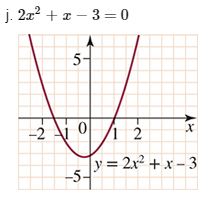 j. 2x² + x − 3 = 0
5
-2 -1 0 1 2 x
y = 2x² + x − 3
-5